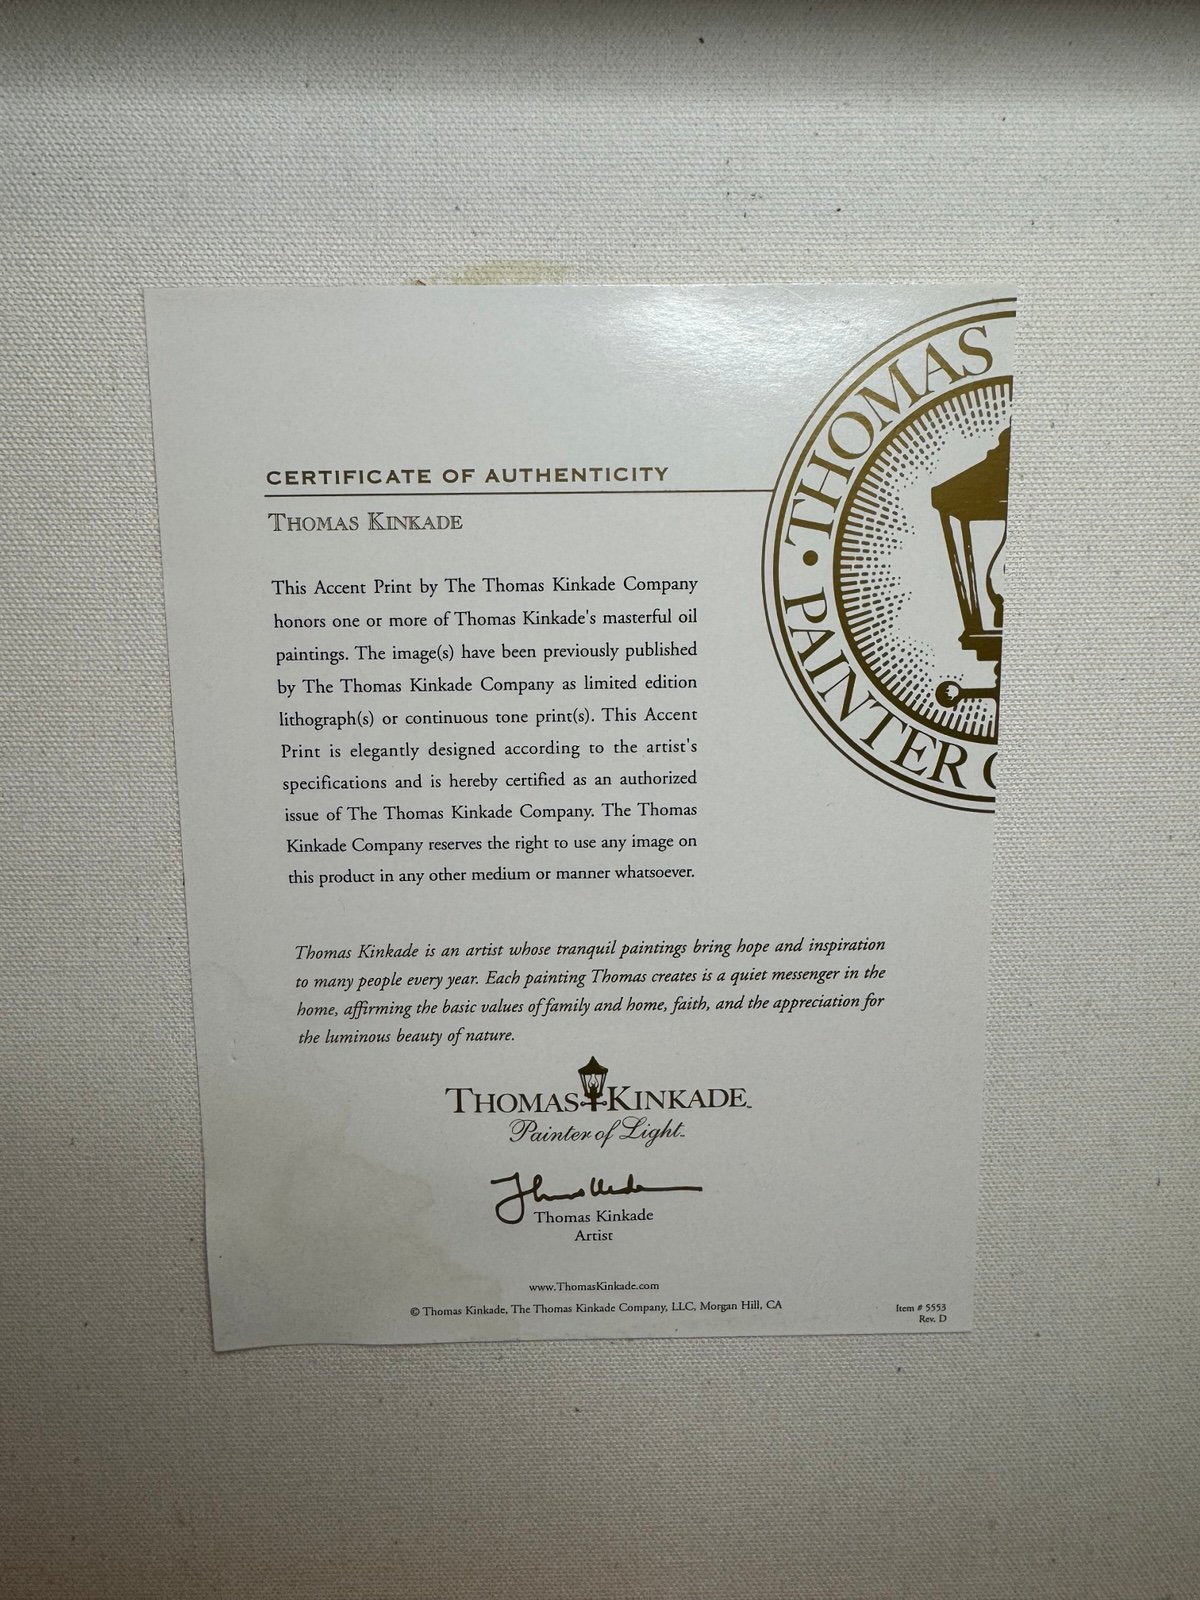 THOMAS
• PAINTER
CERTIFICATE OF AUTHENTICITY
THOMAS KINKADE
This Accent Print by The Thomas Kinkade Company
honors one or more of Thomas Kinkade's masterful oil
paintings. The image(s) have been previously published
by The Thomas Kinkade Company as limited edition
lithograph(s) or continuous tone print(s). This Accent
Print is elegantly designed according to the artist's
specifications and is hereby certified as an authorized
issue of The Thomas Kinkade Company. The Thomas
Kinkade Company reserves the right to use any image on
this product in any other medium or manner whatsoever.
Thomas Kinkade is an artist whose tranquil paintings bring hope and inspiration
to many people every year. Each painting Thomas creates is a quiet messenger in the
home, affirming the basic values of family and home, faith, and the appreciation for
the luminous beauty of nature.
THOMAS KINKADE™
Painter of Light™
Thomas Kinkade
Artist
www.ThomasKinkade.com
© Thomas Kinkade, The Thomas Kinkade Company, LLC, Morgan Hill, CA
Item # 5553
Rev. D